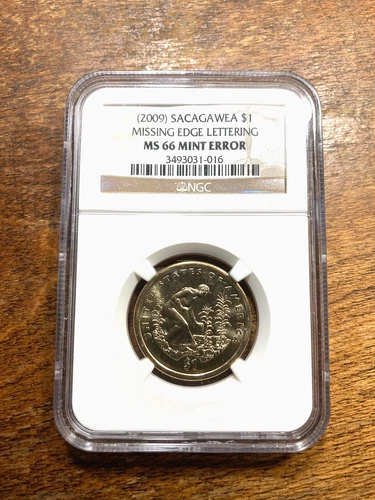 (2009) SACAGAWEA $1
MISSING EDGE LETTERING
MS 66 MINT ERROR
3493031-016
NGC
UNITED STATES OF AMERICA
$1